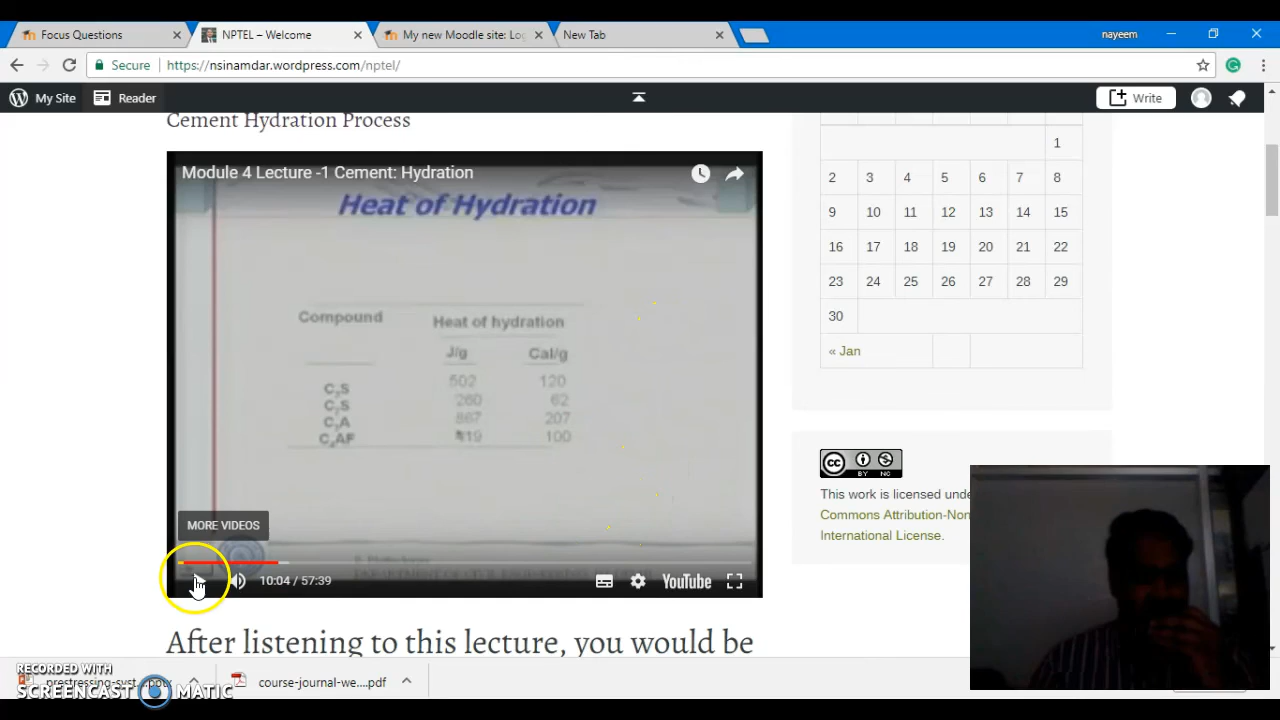 Focus Questions
NPTEL – Welcome
My new Moodle site: Lo
New Tab
nayeem
Secure
https://nsinamdar.wordpress.com/nptel/
My Site
Reader
Write
Cement Hydration Process
Module 4 Lecture -1 Cement: Hydration
Heat of Hydration
Compound Heat of hydration
J/g Cal/g
C₃S 502 120
C₂S 260 62
C₃A 867 207
C₄AF 419 100
MORE VIDEOS
10:04 / 57:39
YouTube
After listening to this lecture, you would be
1
2 3 4 5 6 7 8
9 10 11 12 13 14 15
16 17 18 19 20 21 22
23 24 25 26 27 28 29
30
« Jan
CC BY NC
This work is licensed unde
Commons Attribution-Non
International License.
prestressing-syst....pptx
course-journal-we....pdf
RECORDED WITH
SCREENCAST MATIC